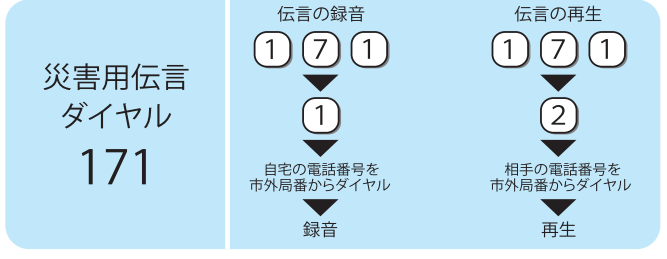 災害用伝言
ダイヤル
171
伝言の録音
1 7 1
1
自宅の電話番号を
市外局番からダイヤル
録音
伝言の再生
1 7 1
2
相手の電話番号を
市外局番からダイヤル
再生